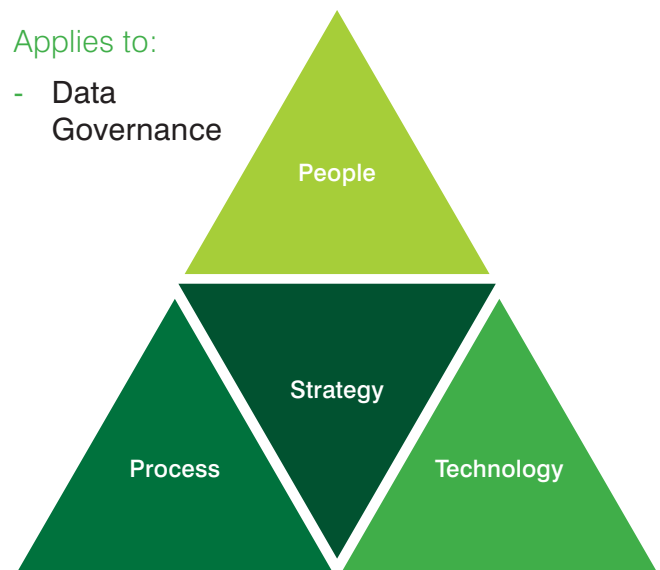 Applies to:
- Data
Governance
People
Strategy
Process
Technology